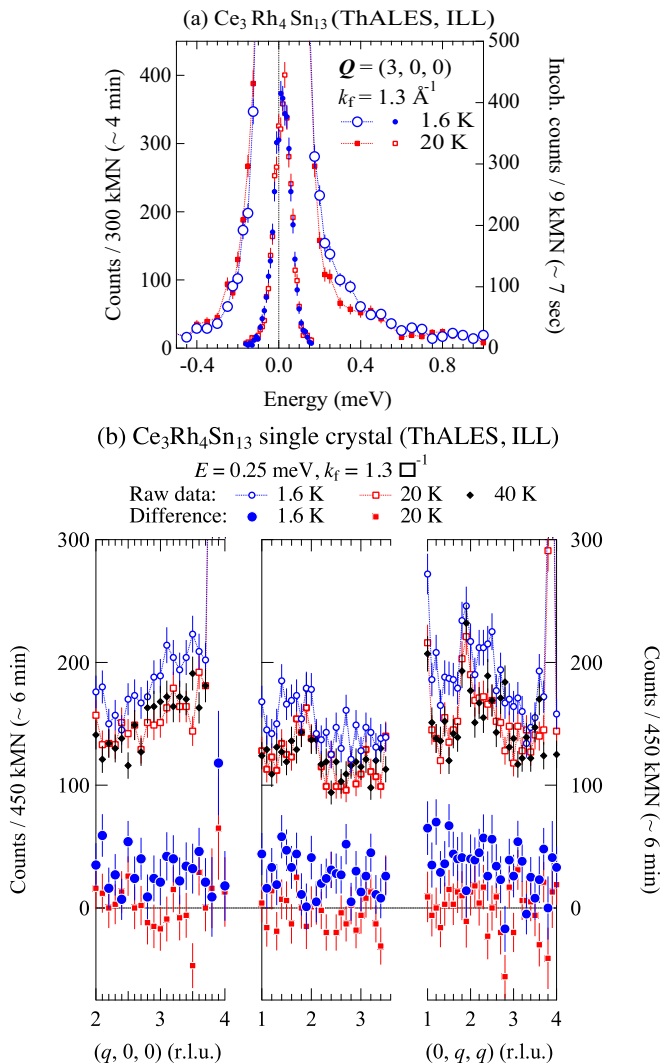 (a) Ce3 Rh4 Sn13 (ThALES, ILL)
Q = (3, 0, 0)
kf = 1.3 Å-1
1.6 K
20 K
Counts / 300 kMN (~ 4 min)
400
300
200
100
0
Incoh. counts / 9 kMN (~ 7 sec)
500
400
300
200
100
0
-0.4 0.0 0.4 0.8
Energy (meV)
(b) Ce3Rh4Sn13 single crystal (ThALES, ILL)
E = 0.25 meV, kf = 1.3 □-1
Raw data: 1.6 K 20 K 40 K
Difference: 1.6 K 20 K
Counts / 450 kMN (~ 6 min)
300
200
100
0
300
200
100
0
Counts / 450 kMN (~ 6 min)
2 3 4 1 2 3 1 2 3 4
(q, 0, 0) (r.l.u.) (r.l.u.) (0, q, q) (r.l.u.)